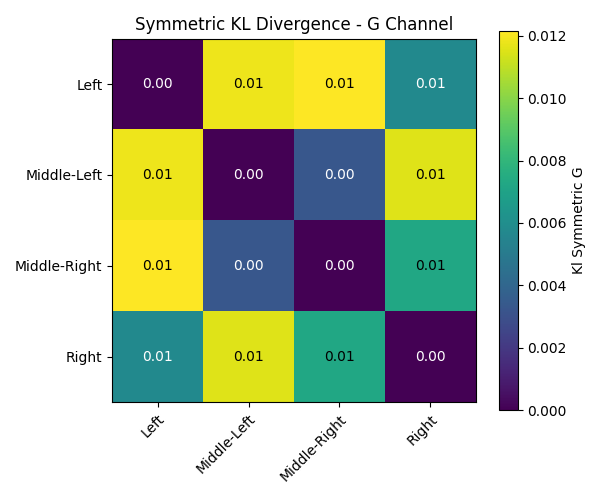 Symmetric KL Divergence - G Channel
Left
0.00 0.01 0.01 0.01
Middle-Left
0.01 0.00 0.00 0.01
Middle-Right
0.01 0.00 0.00 0.01
Right
0.01 0.01 0.01 0.00
Left
Middle-Left
Middle-Right
Right
0.012
0.010
0.008
0.006
0.004
0.002
0.000
Kl Symmetric G